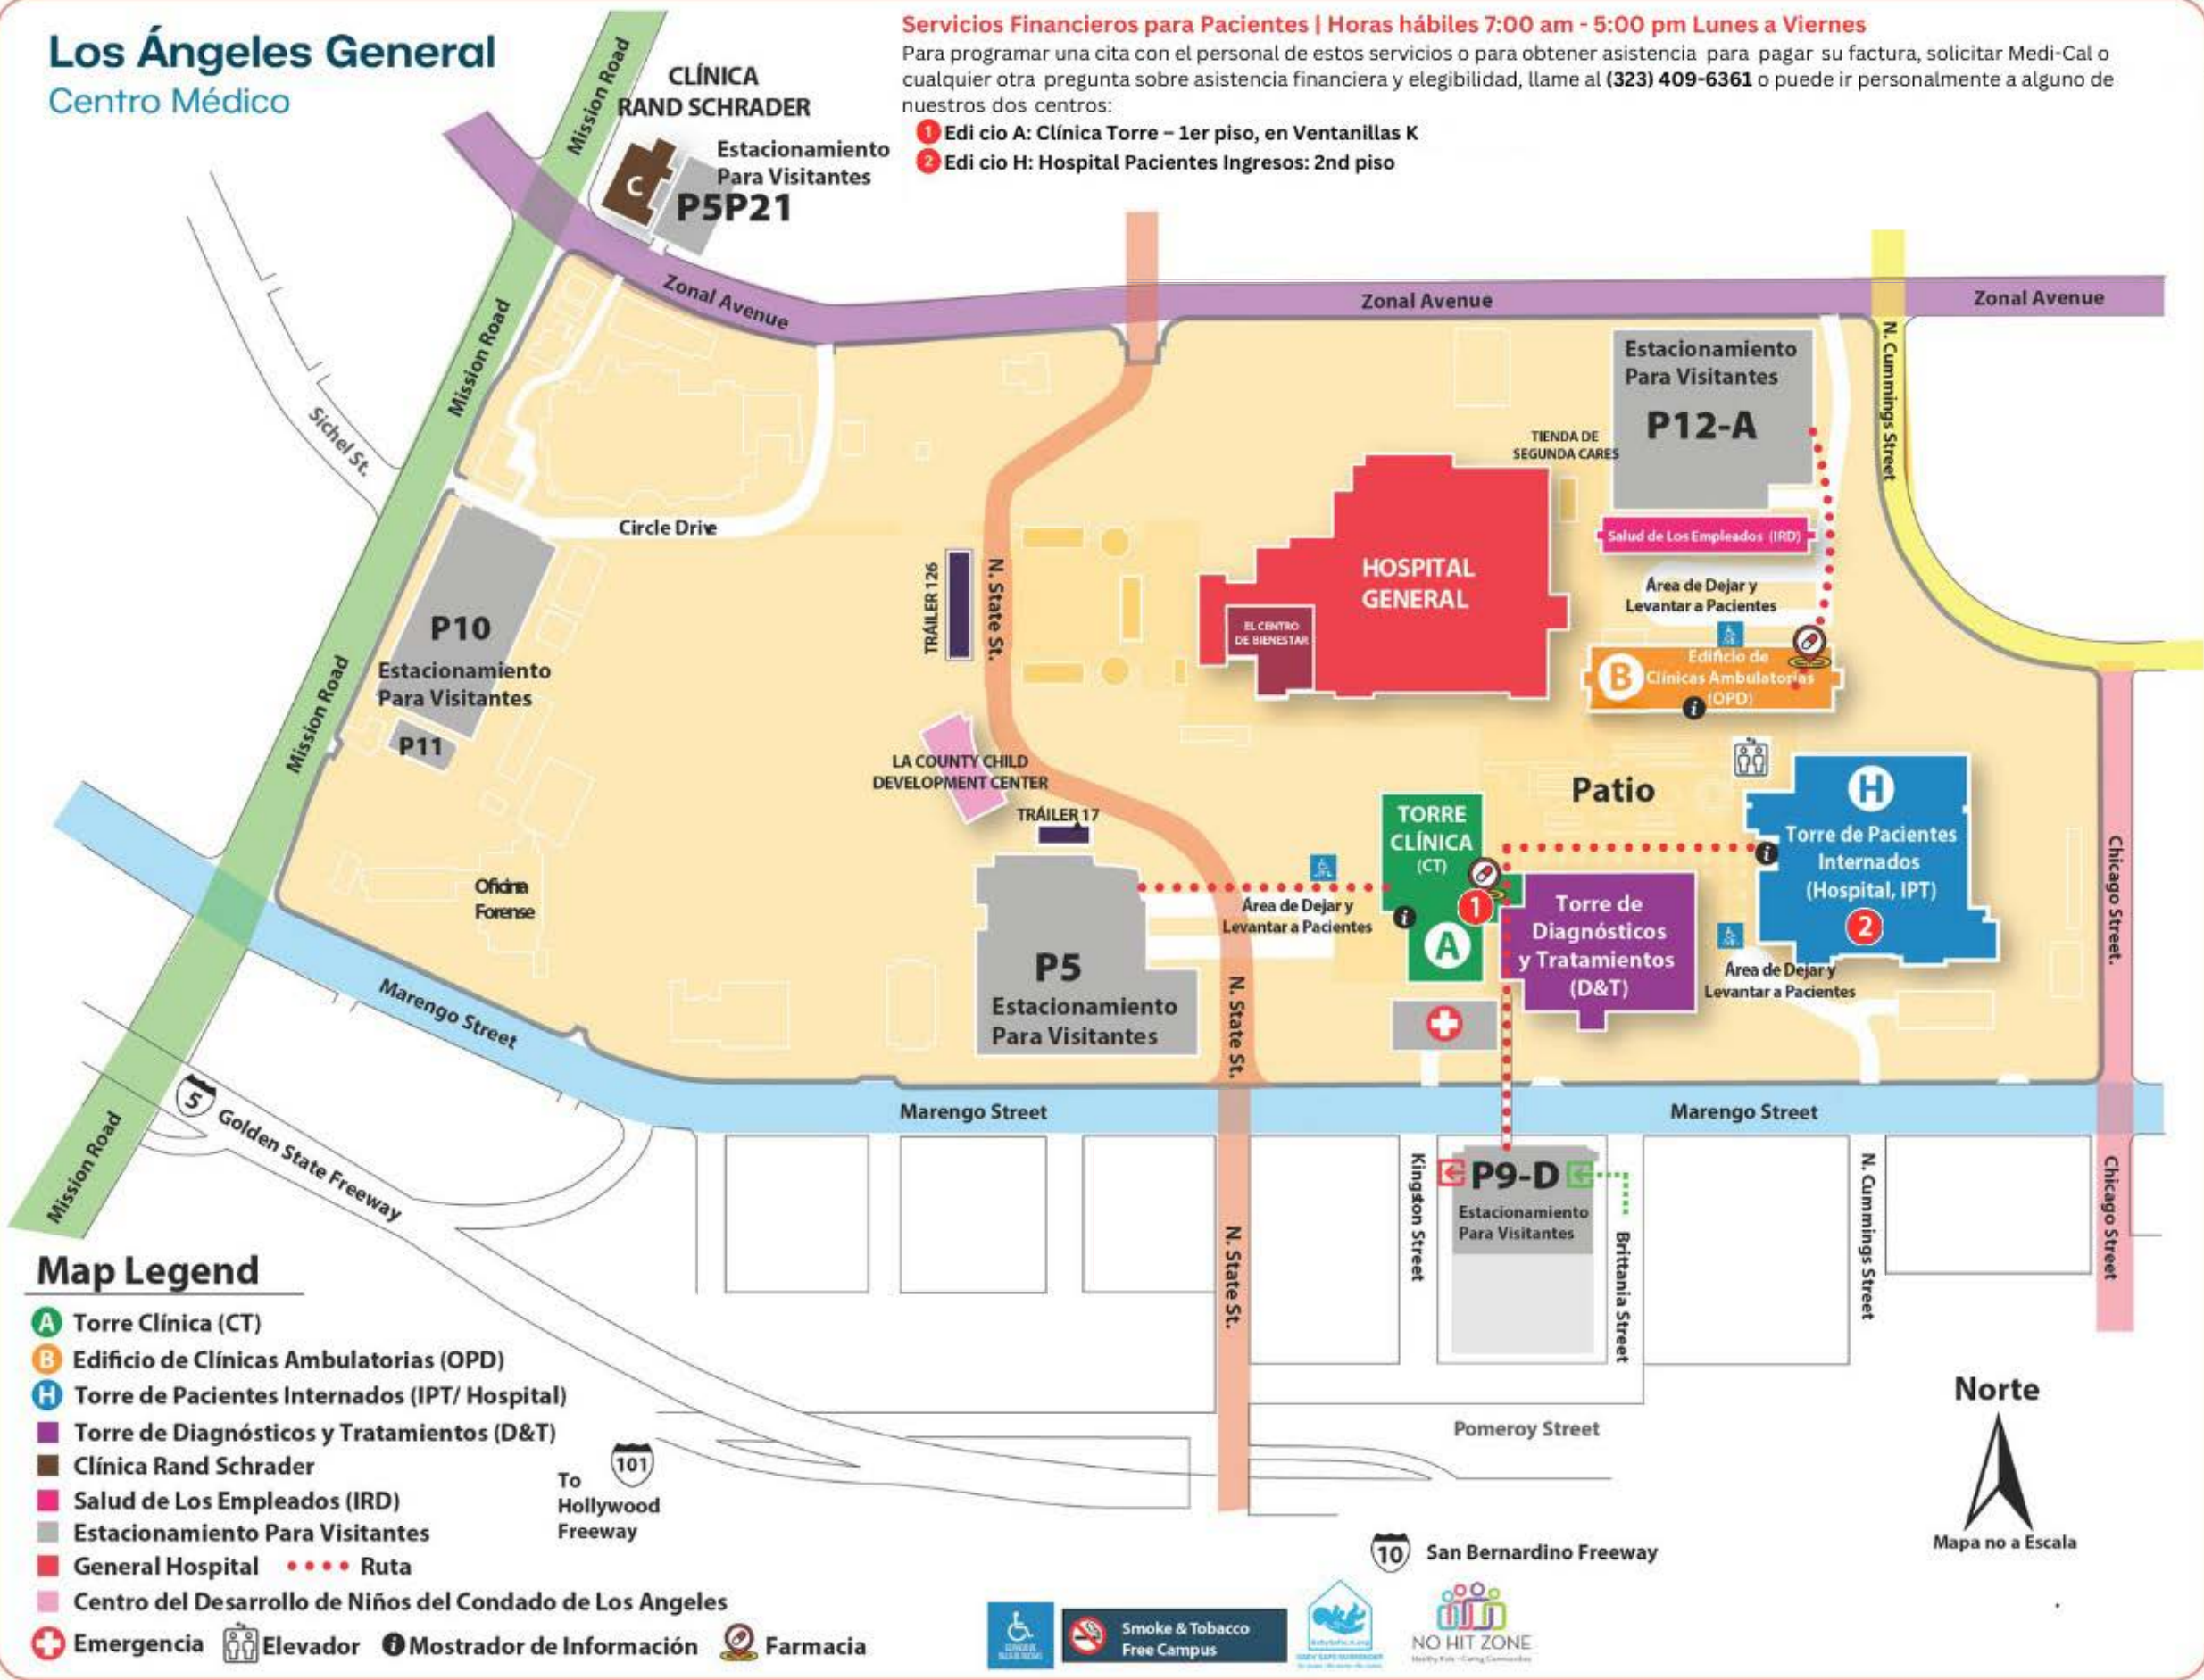 Los Ángeles General
Centro Médico
Servicios Financieros para Pacientes | Horas hábiles 7:00 am - 5:00 pm Lunes a Viernes
Para programar una cita con el personal de estos servicios o para obtener asistencia para pagar su factura, solicitar Medi-Cal o
cualquier otra pregunta sobre asistencia financiera y elegibilidad, llame al (323) 409-6361 o puede ir personalmente a alguno de
nuestros dos centros:
1 Edi cio A: Clínica Torre – 1er piso, en Ventanillas K
2 Edi cio H: Hospital Pacientes Ingresos: 2nd piso
Mission Road
CLÍNICA
RAND SCHRADER
C
Estacionamiento
Para Visitantes
P5P21
Zonal Avenue
Zonal Avenue
Zonal Avenue
Mission Road
Sichel St.
Circle Drive
N. Cummings Street
Estacionamiento
Para Visitantes
P12-A
TIENDA DE
SEGUNDA CARES
Salud de Los Empleados (IRD)
Área de Dejar y
Levantar a Pacientes
HOSPITAL
GENERAL
EL CENTRO
DE BIENESTAR
B
Edificio de
Clínicas Ambulatorias
(OPD)
i
TRÁILER 126
N. State St.
P10
Estacionamiento
Para Visitantes
P11
Mission Road
LA COUNTY CHILD
DEVELOPMENT CENTER
TRÁILER 17
Patio
H
Torre de Pacientes
Internados
(Hospital, IPT)
2
i
TORRE
CLÍNICA
(CT)
1
i
A
Torre de
Diagnósticos
y Tratamientos
(D&T)
Área de Dejar y
Levantar a Pacientes
Área de Dejar y
Levantar a Pacientes
Chicago Street.
Oficina
Forense
P5
Estacionamiento
Para Visitantes
N. State St.
Marengo Street
Marengo Street
Marengo Street
5
Golden State Freeway
Mission Road
Kingston Street
P9-D
Estacionamiento
Para Visitantes
Brittania Street
N. Cummings Street
Chicago Street
N. State St.
Pomeroy Street
Map Legend
A Torre Clínica (CT)
B Edificio de Clínicas Ambulatorias (OPD)
H Torre de Pacientes Internados (IPT/ Hospital)
Torre de Diagnósticos y Tratamientos (D&T)
Clínica Rand Schrader
Salud de Los Empleados (IRD)
Estacionamiento Para Visitantes
General Hospital Ruta
Centro del Desarrollo de Niños del Condado de Los Angeles
Emergencia Elevador i Mostrador de Información Farmacia
101
To
Hollywood
Freeway
10
San Bernardino Freeway
Norte
Mapa no a Escala
Smoke & Tobacco
Free Campus
NO HIT ZONE